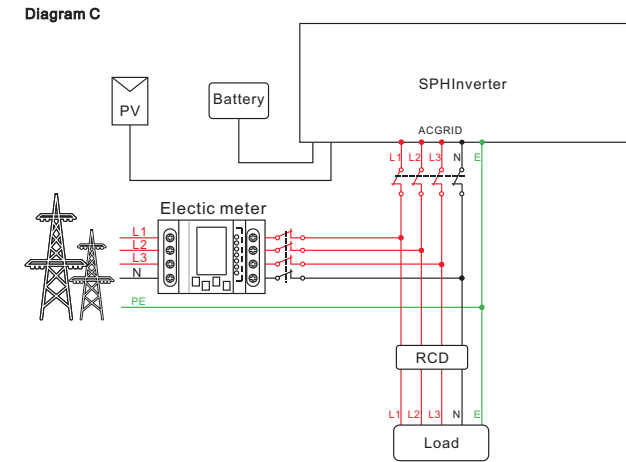 Diagram C
SPHInverter
PV
Battery
ACGRID
L1 L2 L3 N E
Electic meter
L1
L2
L3
N
PE
RCD
L1 L2 L3 N E
Load